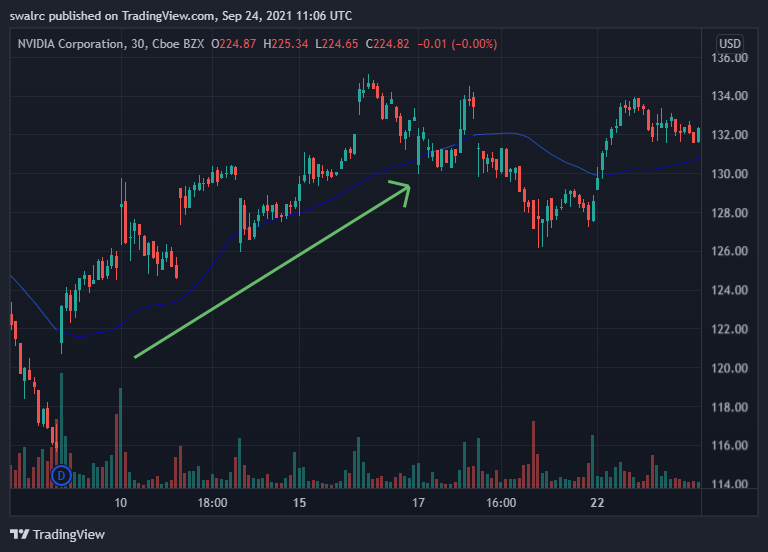 swalrc published on TradingView.com, Sep 24, 2021 11:06 UTC
NVIDIA Corporation, 30, Cboe BZX O224.87 H225.34 L224.65 C224.82 −0.01 (−0.00%)
USD
136.00
134.00
132.00
130.00
128.00
126.00
124.00
122.00
120.00
118.00
116.00
114.00
D
10 18:00 15 17 16:00 22
TradingView